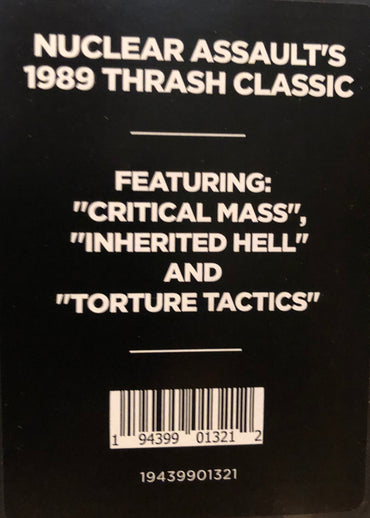 NUCLEAR ASSAULT'S
1989 THRASH CLASSIC
FEATURING:
"CRITICAL MASS",
"INHERITED HELL"
AND
"TORTURE TACTICS"
1 94399 01321 2
19439901321